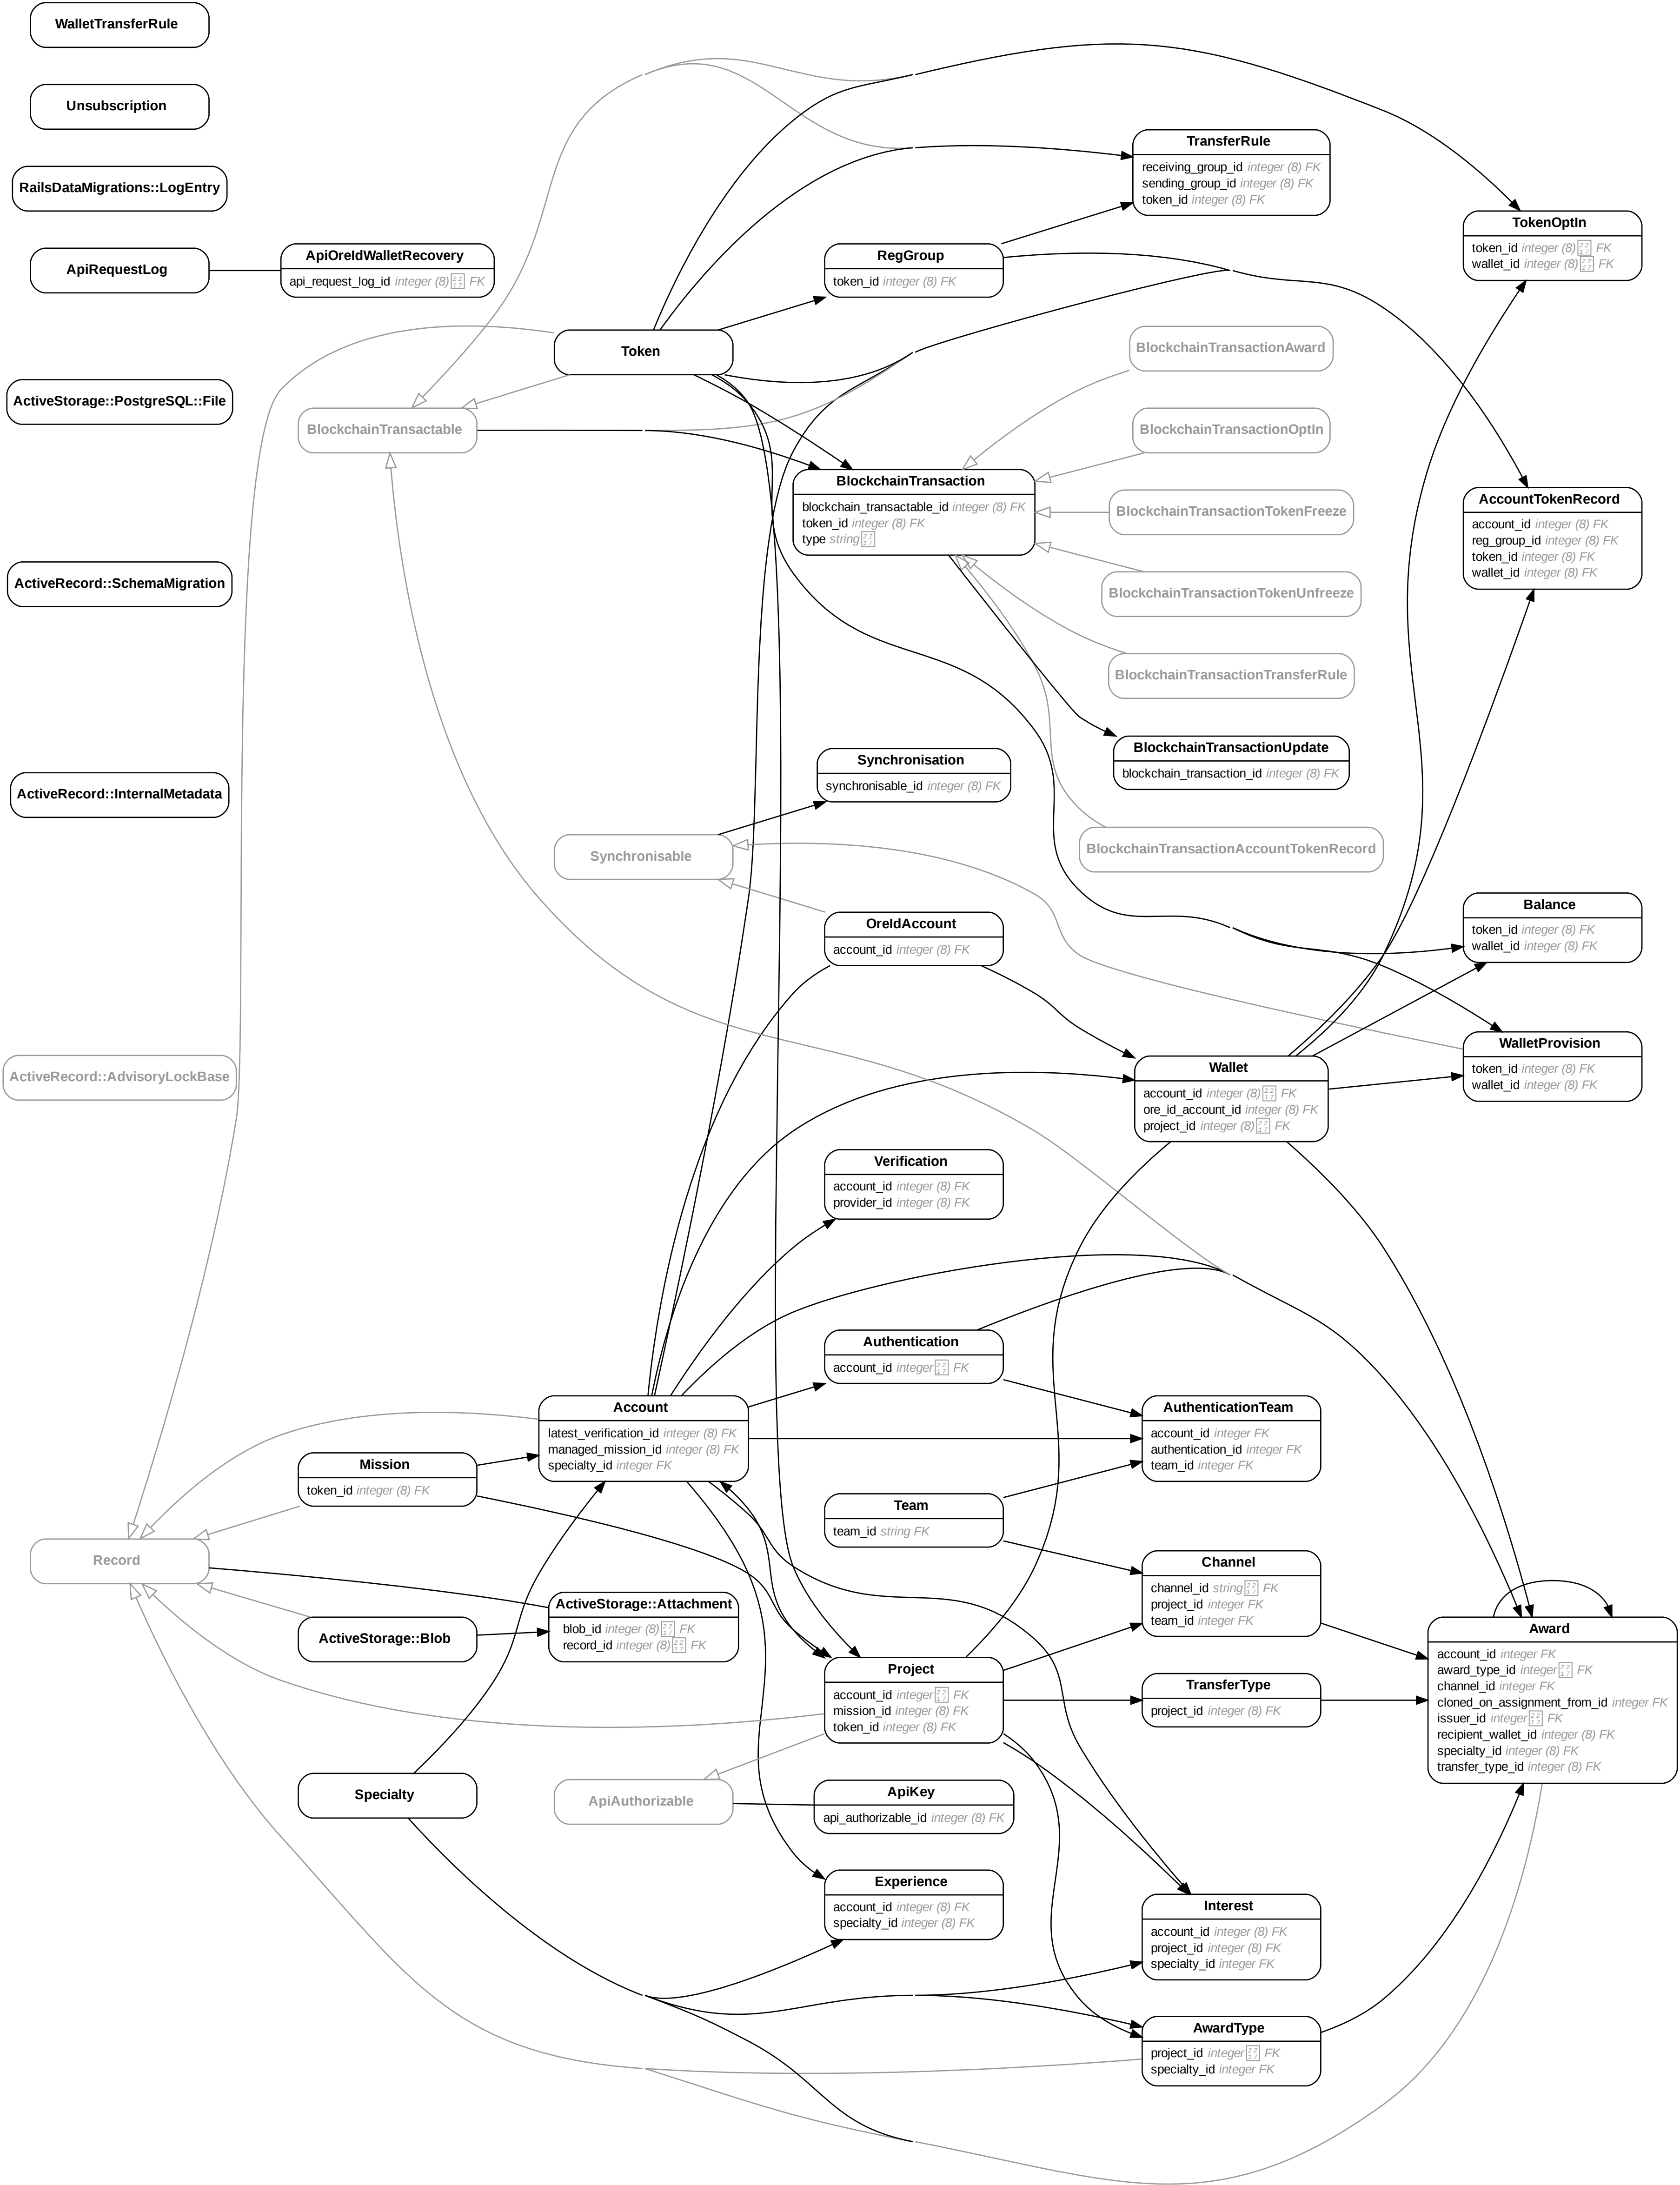 WalletTransferRule
Unsubscription
RailsDataMigrations::LogEntry
ApiRequestLog
ApiOreIdWalletRecovery
api_request_log_id integer (8) FK
ActiveStorage::PostgreSQL::File
ActiveRecord::SchemaMigration
ActiveRecord::InternalMetadata
ActiveRecord::AdvisoryLockBase
Record
Token
BlockchainTransactable
TransferRule
receiving_group_id integer (8) FK
sending_group_id integer (8) FK
token_id integer (8) FK
RegGroup
token_id integer (8) FK
TokenOptIn
token_id integer (8) FK
wallet_id integer (8) FK
BlockchainTransactionAward
BlockchainTransactionOptIn
BlockchainTransactionTokenFreeze
BlockchainTransactionTokenUnfreeze
BlockchainTransactionTransferRule
BlockchainTransaction
blockchain_transactable_id integer (8) FK
token_id integer (8) FK
type string
AccountTokenRecord
account_id integer (8) FK
reg_group_id integer (8) FK
token_id integer (8) FK
wallet_id integer (8) FK
BlockchainTransactionUpdate
blockchain_transaction_id integer (8) FK
BlockchainTransactionAccountTokenRecord
Synchronisation
synchronisable_id integer (8) FK
Synchronisable
OreIdAccount
account_id integer (8) FK
Balance
token_id integer (8) FK
wallet_id integer (8) FK
WalletProvision
token_id integer (8) FK
wallet_id integer (8) FK
Wallet
account_id integer (8) FK
ore_id_account_id integer (8) FK
project_id integer (8) FK
Verification
account_id integer (8) FK
provider_id integer (8) FK
Authentication
account_id integer FK
Account
latest_verification_id integer (8) FK
managed_mission_id integer (8) FK
specialty_id integer FK
AuthenticationTeam
account_id integer FK
authentication_id integer FK
team_id integer FK
Mission
token_id integer (8) FK
Team
team_id string FK
Channel
channel_id string FK
project_id integer FK
team_id integer FK
ActiveStorage::Attachment
blob_id integer (8) FK
record_id integer (8) FK
ActiveStorage::Blob
Project
account_id integer FK
mission_id integer (8) FK
token_id integer (8) FK
TransferType
project_id integer (8) FK
Award
account_id integer FK
award_type_id integer FK
channel_id integer FK
cloned_on_assignment_from_id integer FK
issuer_id integer FK
recipient_wallet_id integer (8) FK
specialty_id integer (8) FK
transfer_type_id integer (8) FK
Specialty
ApiAuthorizable
ApiKey
api_authorizable_id integer (8) FK
Experience
account_id integer (8) FK
specialty_id integer (8) FK
Interest
account_id integer (8) FK
project_id integer (8) FK
specialty_id integer FK
AwardType
project_id integer FK
specialty_id integer FK